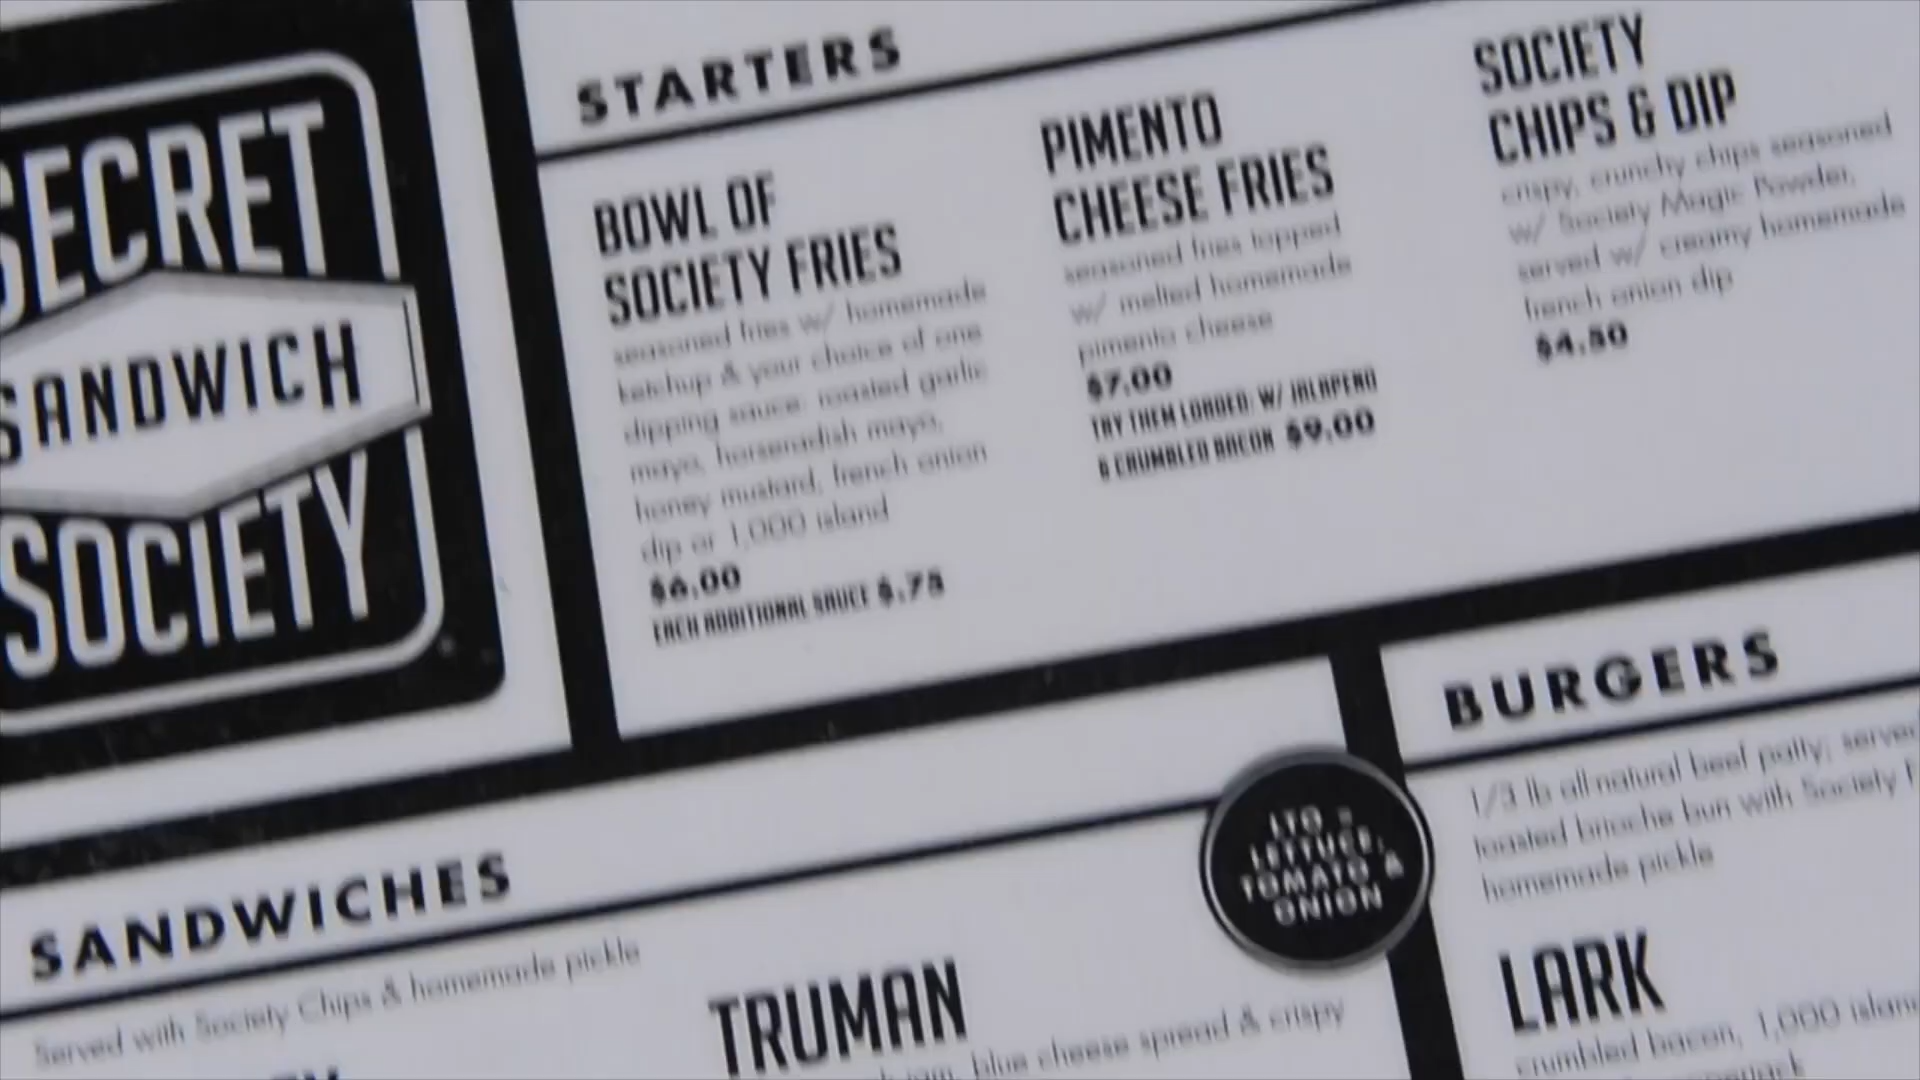 SECRET
SANDWICH
SOCIETY
STARTERS
BOWL OF
SOCIETY FRIES
seasoned fries w/ homemade
ketchup & your choice of one
dipping sauce: roasted garlic
mayo, horseradish mayo,
honey mustard, french onion
dip or 1,000 island
$6.00
EACH ADDITIONAL SAUCE $.75
PIMENTO
CHEESE FRIES
seasoned fries topped
w/ melted homemade
pimento cheese
$7.00
TRY THEM LOADED: W/ JALAPENO
& CRUMBLED BACON $9.00
SOCIETY
CHIPS & DIP
crispy, crunchy chips seasoned
w/ Society Magic Powder,
served w/ creamy homemade
french onion dip
$4.50
SANDWICHES
Served with Society Chips & homemade pickle
TRUMAN
jam, blue cheese spread & crispy
LTO =
LETTUCE,
TOMATO &
ONION
BURGERS
1/3 lb all-natural beef patty; served
toasted brioche bun with Society
homemade pickle
LARK
crumbled bacon, 1,000 island